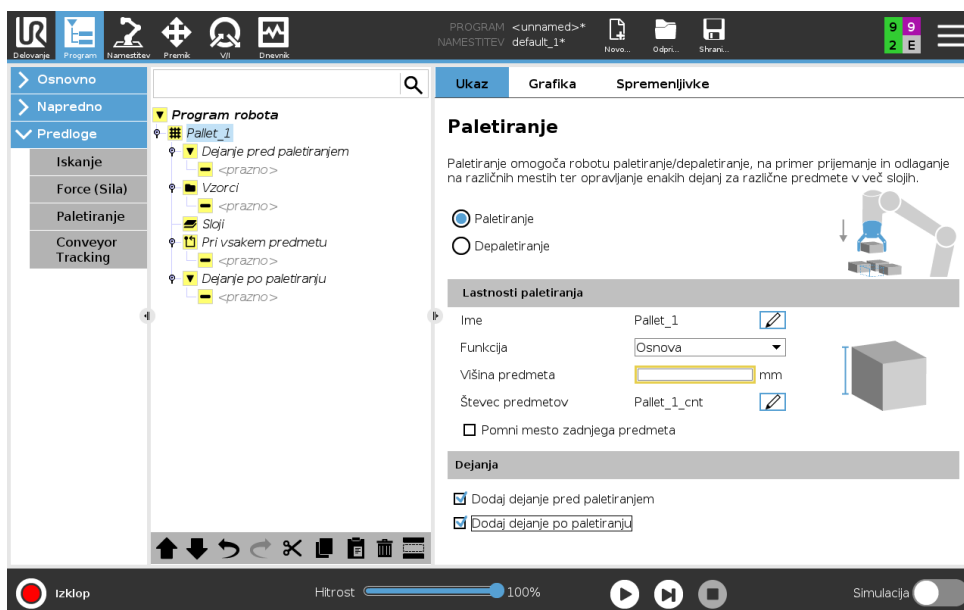 UR
PROGRAM <unnamed>*
NAMESTITEV default_1*
Delovanje
Program
Namestitev
Premik
V/I
Dnevnik
Novo...
Odpri...
Shrani...
9 9
2 E
Osnovno
Napredno
Predloge
Iskanje
Force (Sila)
Paletiranje
Conveyor
Tracking
Program robota
Pallet_1
Dejanje pred paletiranjem
<prazno>
Vzorci
<prazno>
Sloji
Pri vsakem predmetu
<prazno>
Dejanje po paletiranju
<prazno>
Ukaz Grafika Spremenljivke
Paletiranje
Paletiranje omogoča robotu paletiranje/depaletiranje, na primer prijemanje in odlaganje
na različnih mestih ter opravljanje enakih dejanj za različne predmete v več slojih.
Paletiranje
Depaletiranje
Lastnosti paletiranja
Ime Pallet_1
Funkcija Osnova
Višina predmeta mm
Števec predmetov Pallet_1_cnt
Pomni mesto zadnjega predmeta
Dejanja
Dodaj dejanje pred paletiranjem
Dodaj dejanje po paletiranju
Izklop
Hitrost 100%
Simulacija